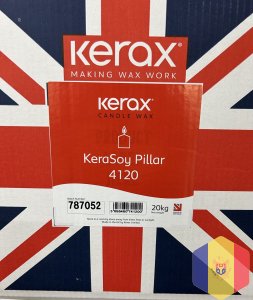 Kerax®
MAKING WAX WORK
Kerax®
CANDLE WAX
KeraSoy Pillar
4120
787052
20kg